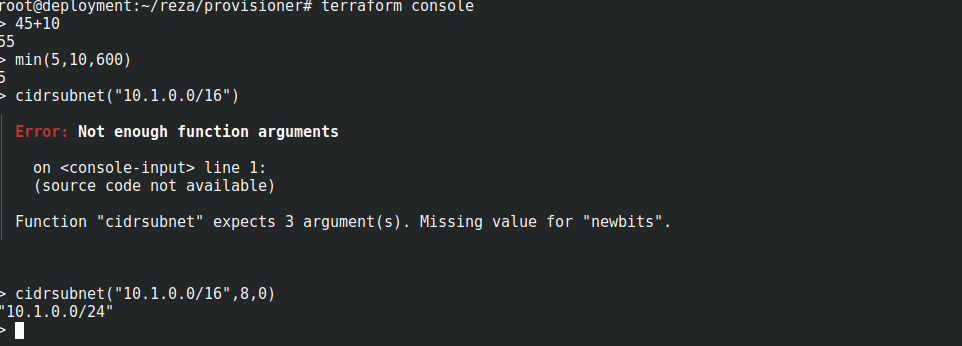 root@deployment:~/reza/provisioner# terraform console
> 45+10
55
> min(5,10,600)
5
> cidrsubnet("10.1.0.0/16")
Error: Not enough function arguments
on <console-input> line 1:
(source code not available)
Function "cidrsubnet" expects 3 argument(s). Missing value for "newbits".
> cidrsubnet("10.1.0.0/16",8,0)
"10.1.0.0/24"
>